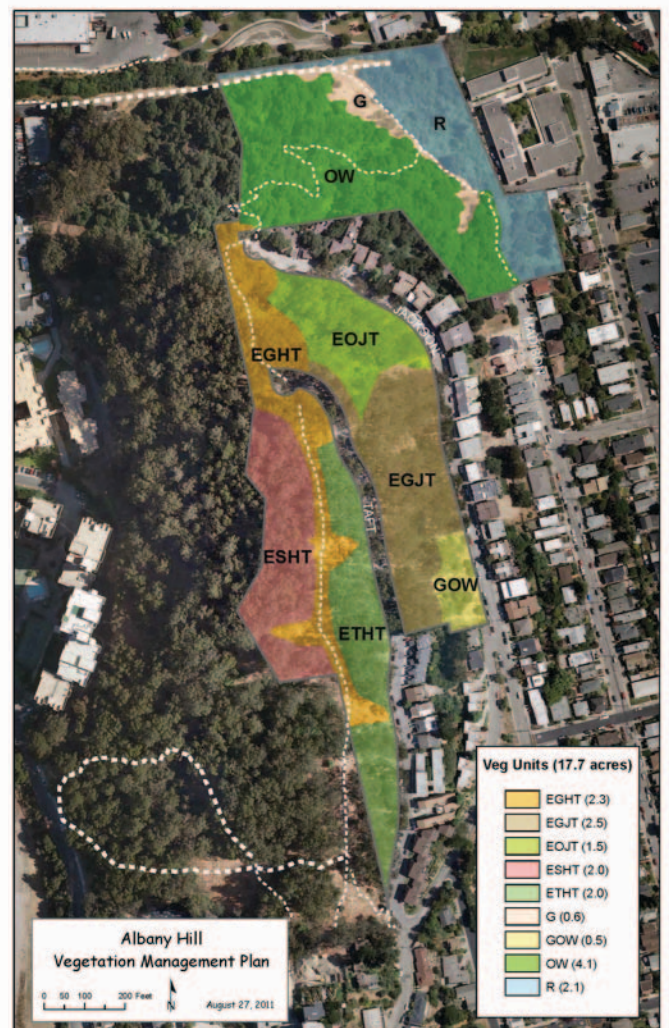 G
R
OW
JACKSON
EOJT
EGHT
EGJT
TAFT
ESHT
GOW
ETHT
Veg Units (17.7 acres)
EGHT (2.3)
EGJT (2.5)
EOJT (1.5)
ESHT (2.0)
ETHT (2.0)
G (0.6)
GOW (0.5)
OW (4.1)
R (2.1)
Albany Hill
Vegetation Management Plan
0 50 100 200 Feet
N
August 27, 2011